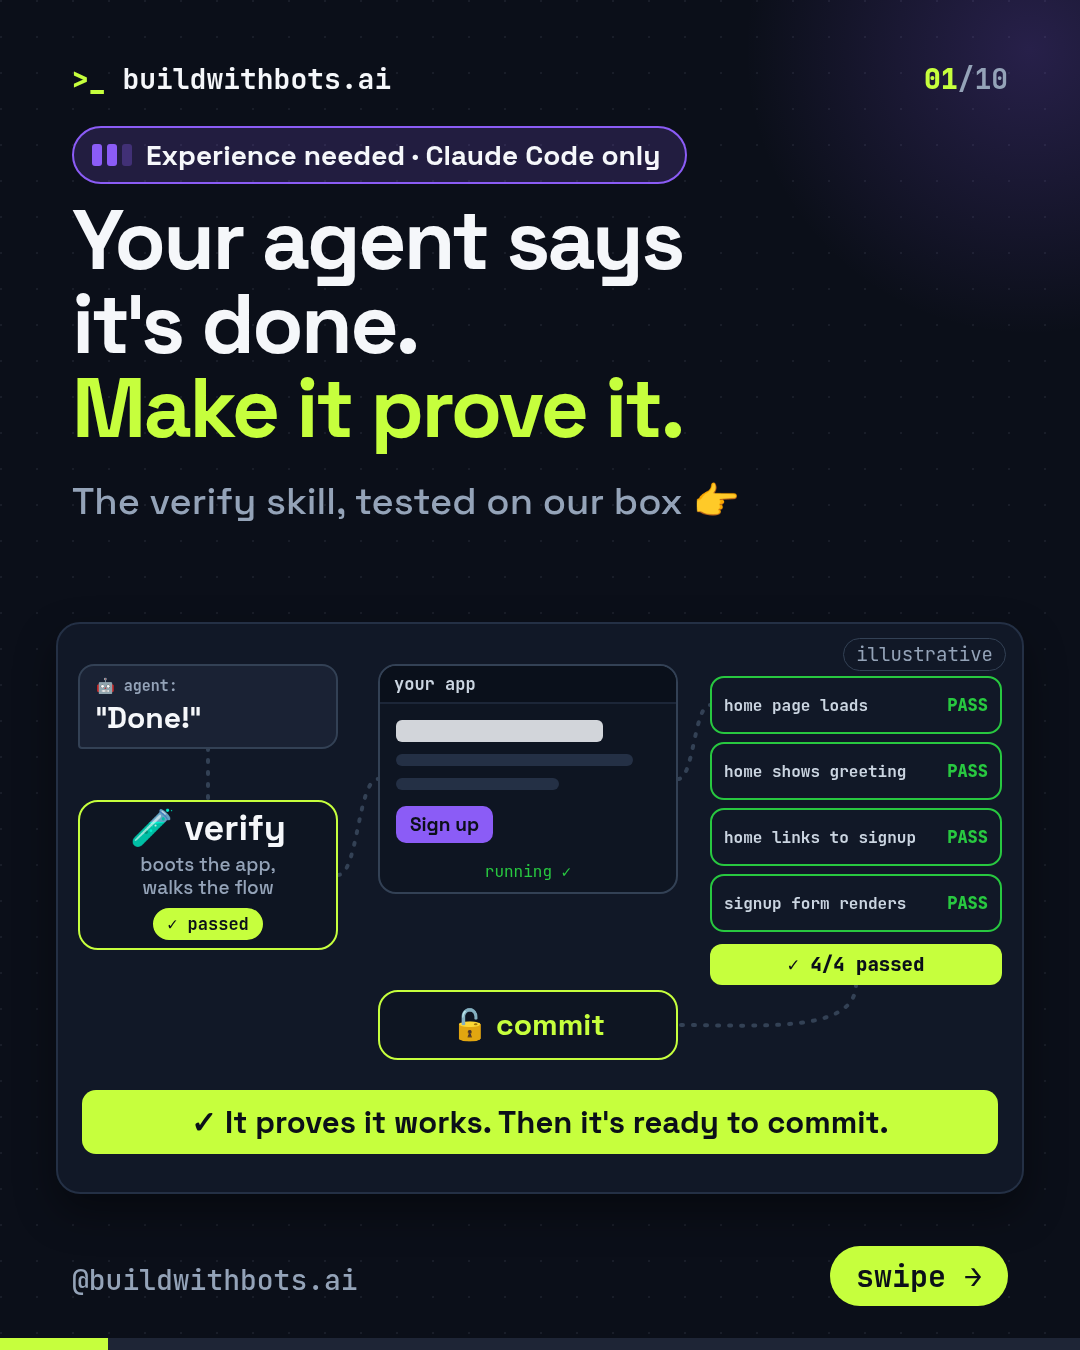 >_ buildwithbots.ai
01/10
Experience needed · Claude Code only
Your agent says
it's done.
Make it prove it.
The verify skill, tested on our box 👉
illustrative
🤖 agent:
"Done!"
🧪 verify
boots the app,
walks the flow
✓ passed
your app
Sign up
running ✓
home page loads PASS
home shows greeting PASS
home links to signup PASS
signup form renders PASS
✓ 4/4 passed
🔓 commit
✓ It proves it works. Then it's ready to commit.
@buildwithbots.ai
swipe →